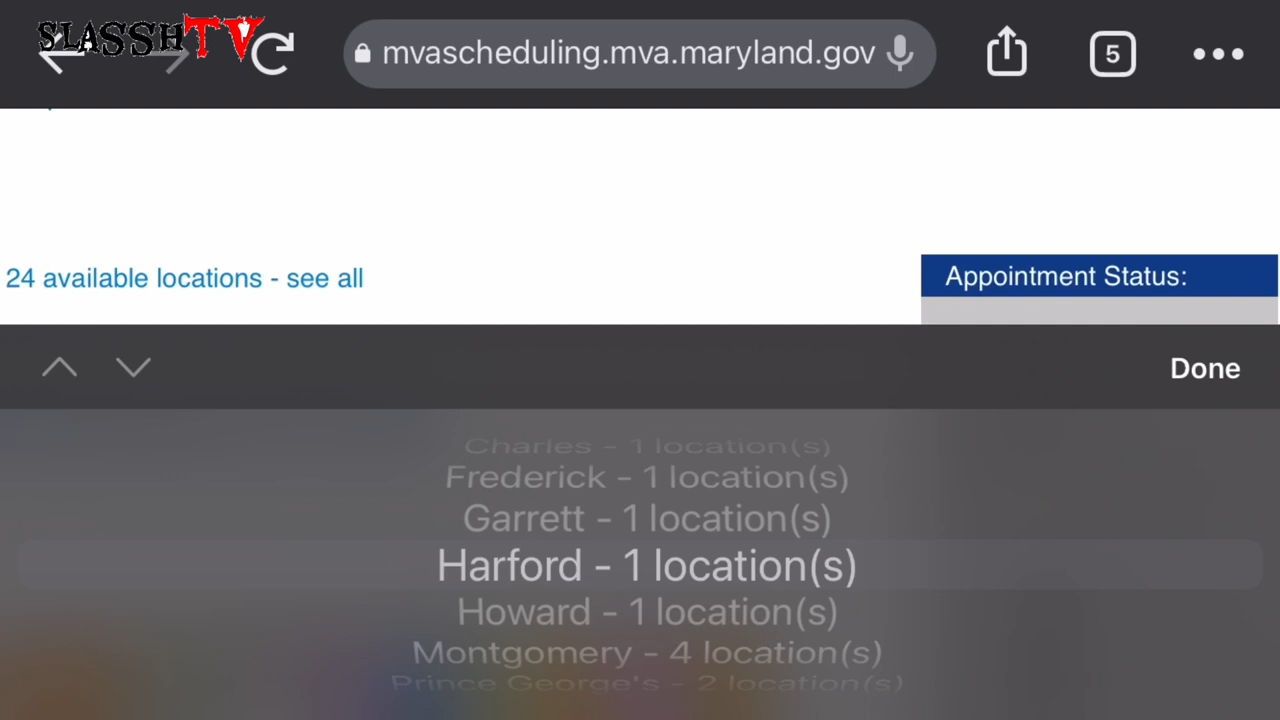 SLASSHTV
mvascheduling.mva.maryland.gov
5
24 available locations - see all
Appointment Status:
Done
Charles - 1 location(s)
Frederick - 1 location(s)
Garrett - 1 location(s)
Harford - 1 location(s)
Howard - 1 location(s)
Montgomery - 4 location(s)
Prince George's - 2 location(s)